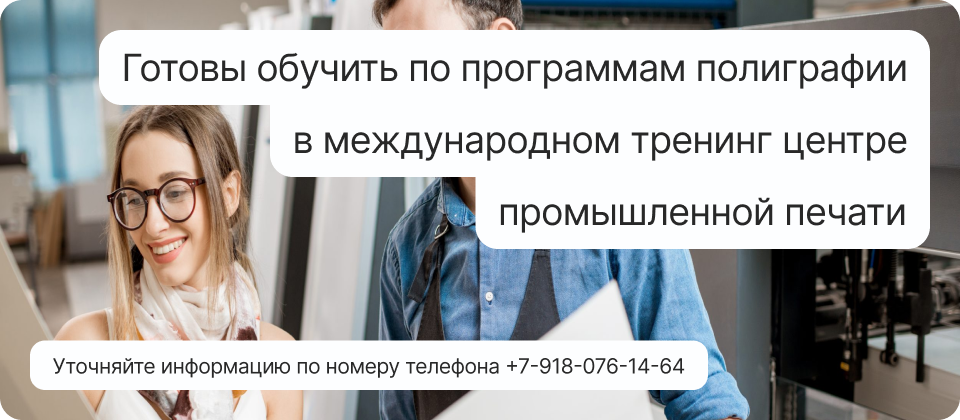 Готовы обучить по программам полиграфии
в международном тренинг центре
промышленной печати
Уточняйте информацию по номеру телефона +7-918-076-14-64